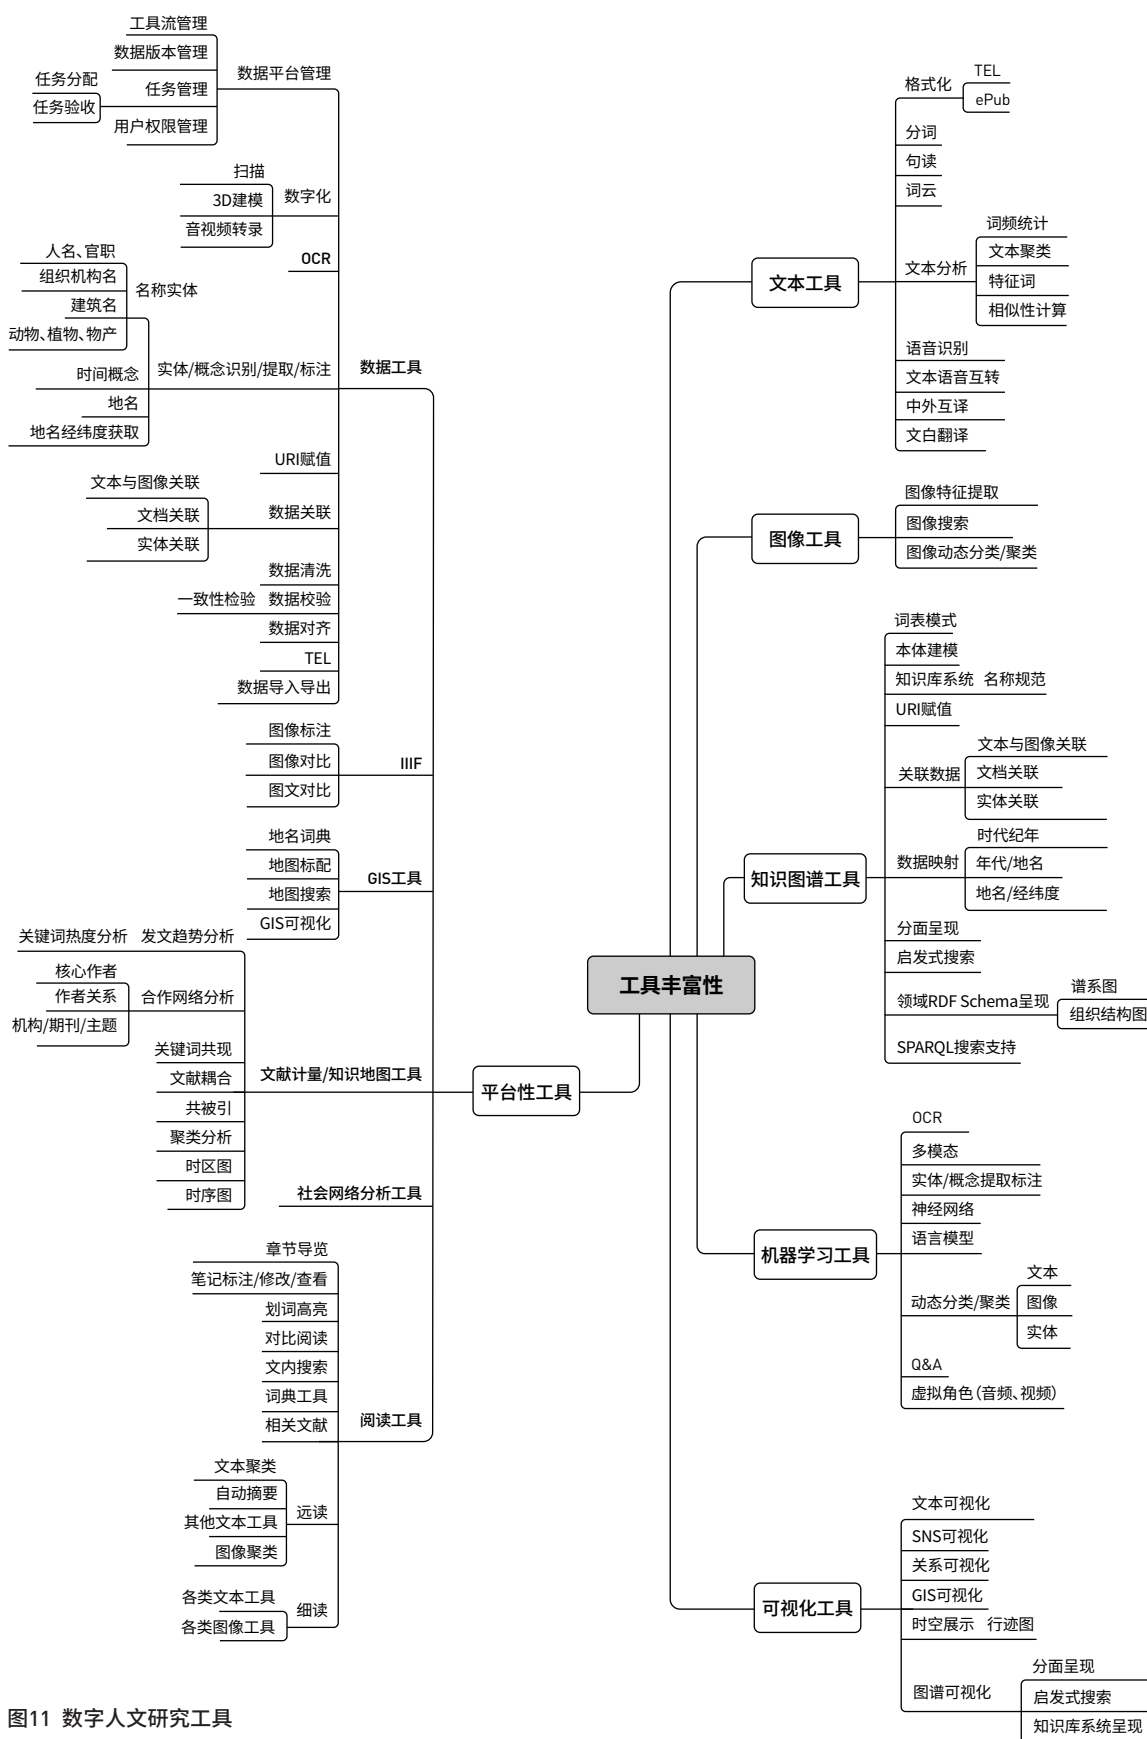 工具流管理
数据版本管理
数据平台管理
任务分配
任务管理
任务验收
用户权限管理
扫描
3D建模
数字化
音视频转录
OCR
人名、官职
组织机构名
名称实体
建筑名
动物、植物、物产
实体/概念识别/提取/标注
数据工具
时间概念
地名
地名经纬度获取
URI赋值
文本与图像关联
文档关联
数据关联
实体关联
数据清洗
一致性检验 数据校验
数据对齐
TEL
数据导入导出
图像标注
图像对比
IIIF
图文对比
地名词典
地图标配
GIS工具
地图搜索
GIS可视化
关键词热度分析 发文趋势分析
核心作者
作者关系
合作网络分析
机构/期刊/主题
关键词共现
文献耦合
文献计量/知识地图工具
共被引
聚类分析
时区图
时序图
社会网络分析工具
章节导览
笔记标注/修改/查看
划词高亮
对比阅读
文内搜索
词典工具
相关文献
阅读工具
文本聚类
自动摘要
远读
其他文本工具
图像聚类
各类文本工具
细读
各类图像工具
平台性工具
工具丰富性
文本工具
格式化
TEL
ePub
分词
句读
词云
文本分析
词频统计
文本聚类
特征词
相似性计算
语音识别
文本语音互转
中外互译
文白翻译
图像工具
图像特征提取
图像搜索
图像动态分类/聚类
知识图谱工具
词表模式
本体建模
知识库系统 名称规范
URI赋值
关联数据
文本与图像关联
文档关联
实体关联
数据映射
时代纪年
年代/地名
地名/经纬度
分面呈现
启发式搜索
领域RDF Schema呈现
谱系图
组织结构图
SPARQL搜索支持
机器学习工具
OCR
多模态
实体/概念提取标注
神经网络
语言模型
动态分类/聚类
文本
图像
实体
Q&A
虚拟角色（音频、视频）
可视化工具
文本可视化
SNS可视化
关系可视化
GIS可视化
时空展示 行迹图
图谱可视化
分面呈现
启发式搜索
知识库系统呈现
图11 数字人文研究工具